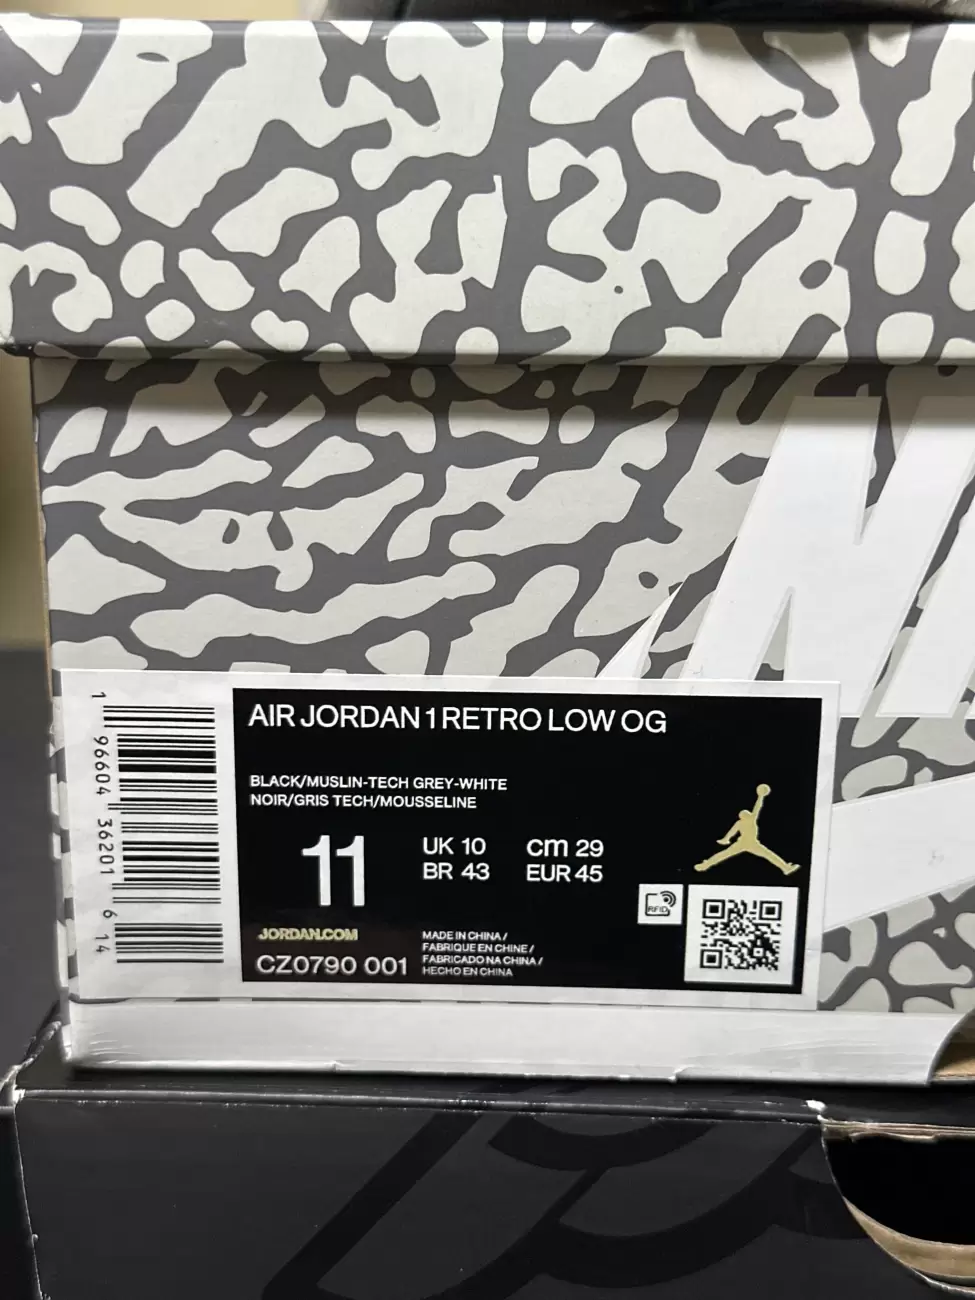 AIR JORDAN 1 RETRO LOW OG
BLACK/MUSLIN-TECH GREY-WHITE
NOIR/GRIS TECH/MOUSSELINE
11
UK 10
BR 43
cm 29
EUR 45
RFID
JORDAN.COM
CZ0790 001
MADE IN CHINA /
FABRIQUE EN CHINE /
FABRICADO NA CHINA /
HECHO EN CHINA
1 96604 36201 6 14